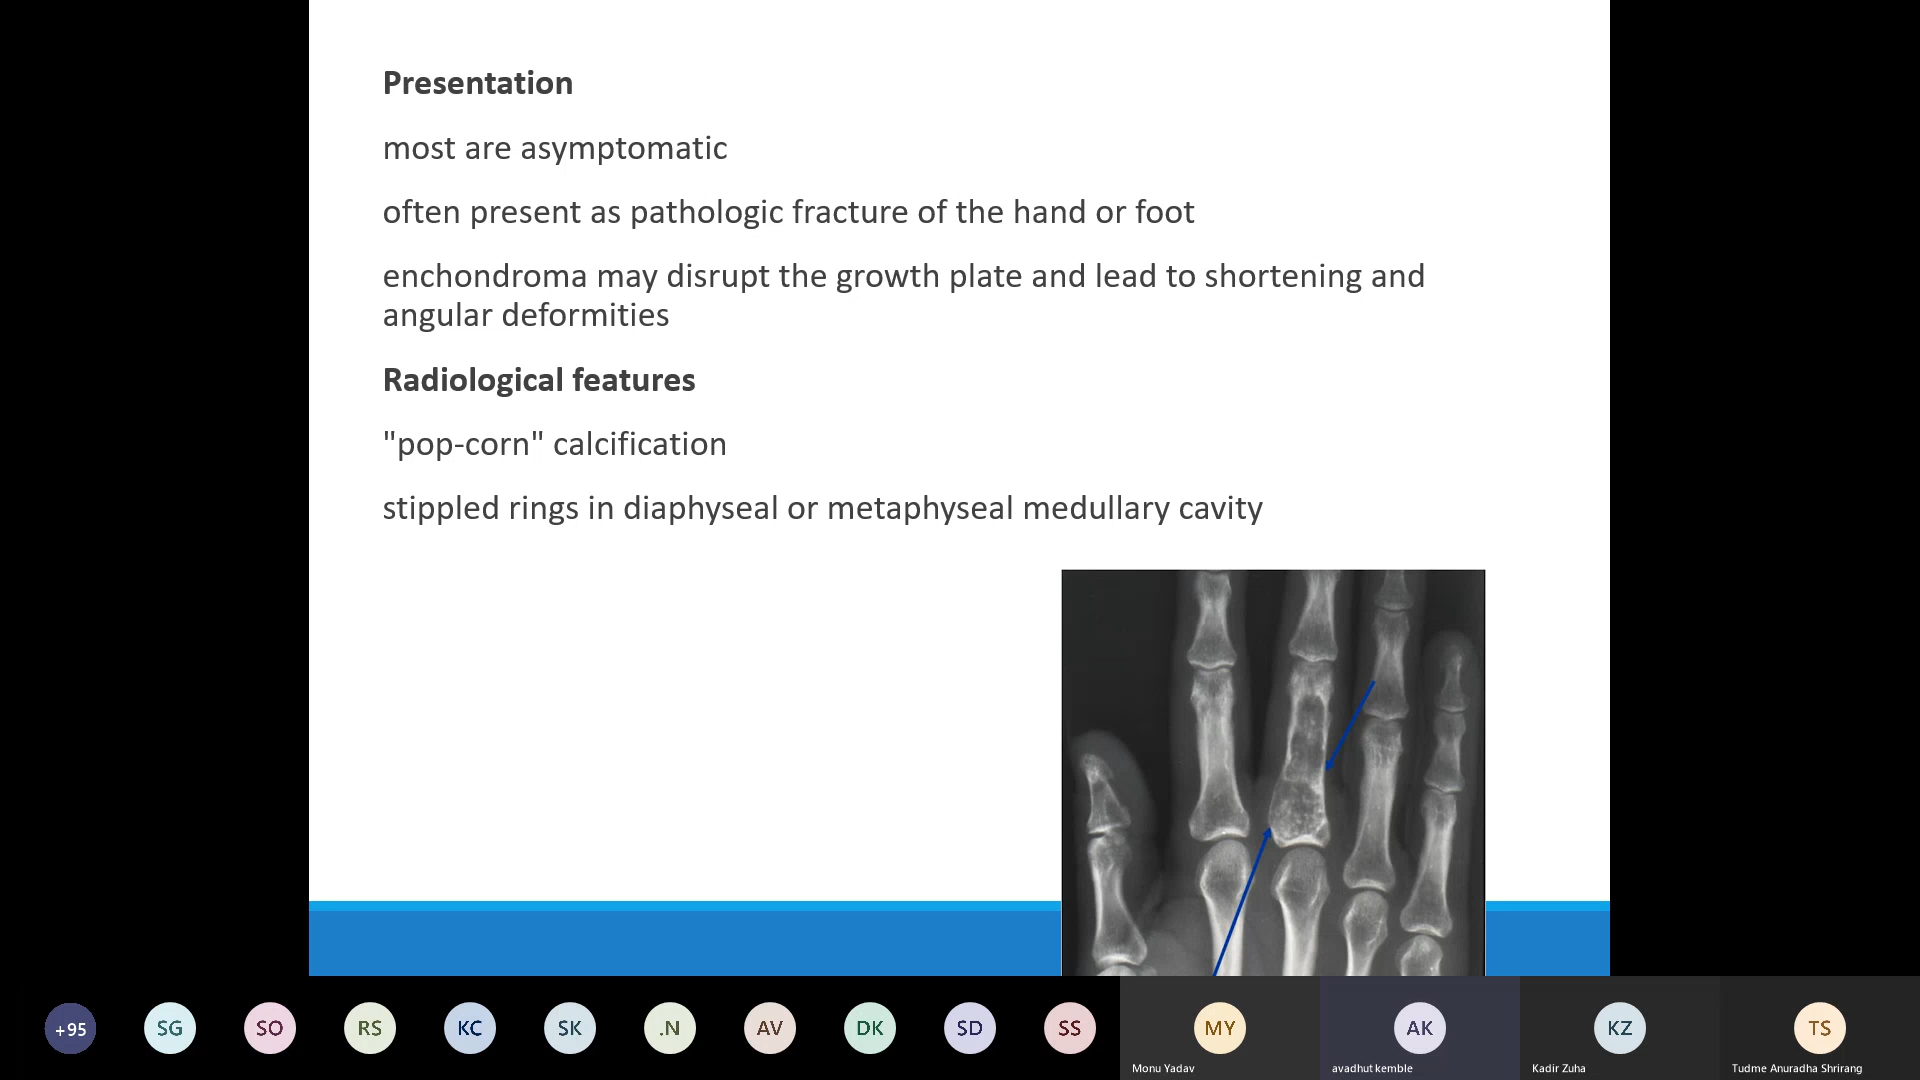 Presentation
most are asymptomatic
often present as pathologic fracture of the hand or foot
enchondroma may disrupt the growth plate and lead to shortening and
angular deformities
Radiological features
"pop-corn" calcification
stippled rings in diaphyseal or metaphyseal medullary cavity
+95 SG SO RS KC SK .N AV DK SD SS MY AK KZ TS
Monu Yadav avadhut kemble Kadir Zuha Tudme Anuradha Shrirang